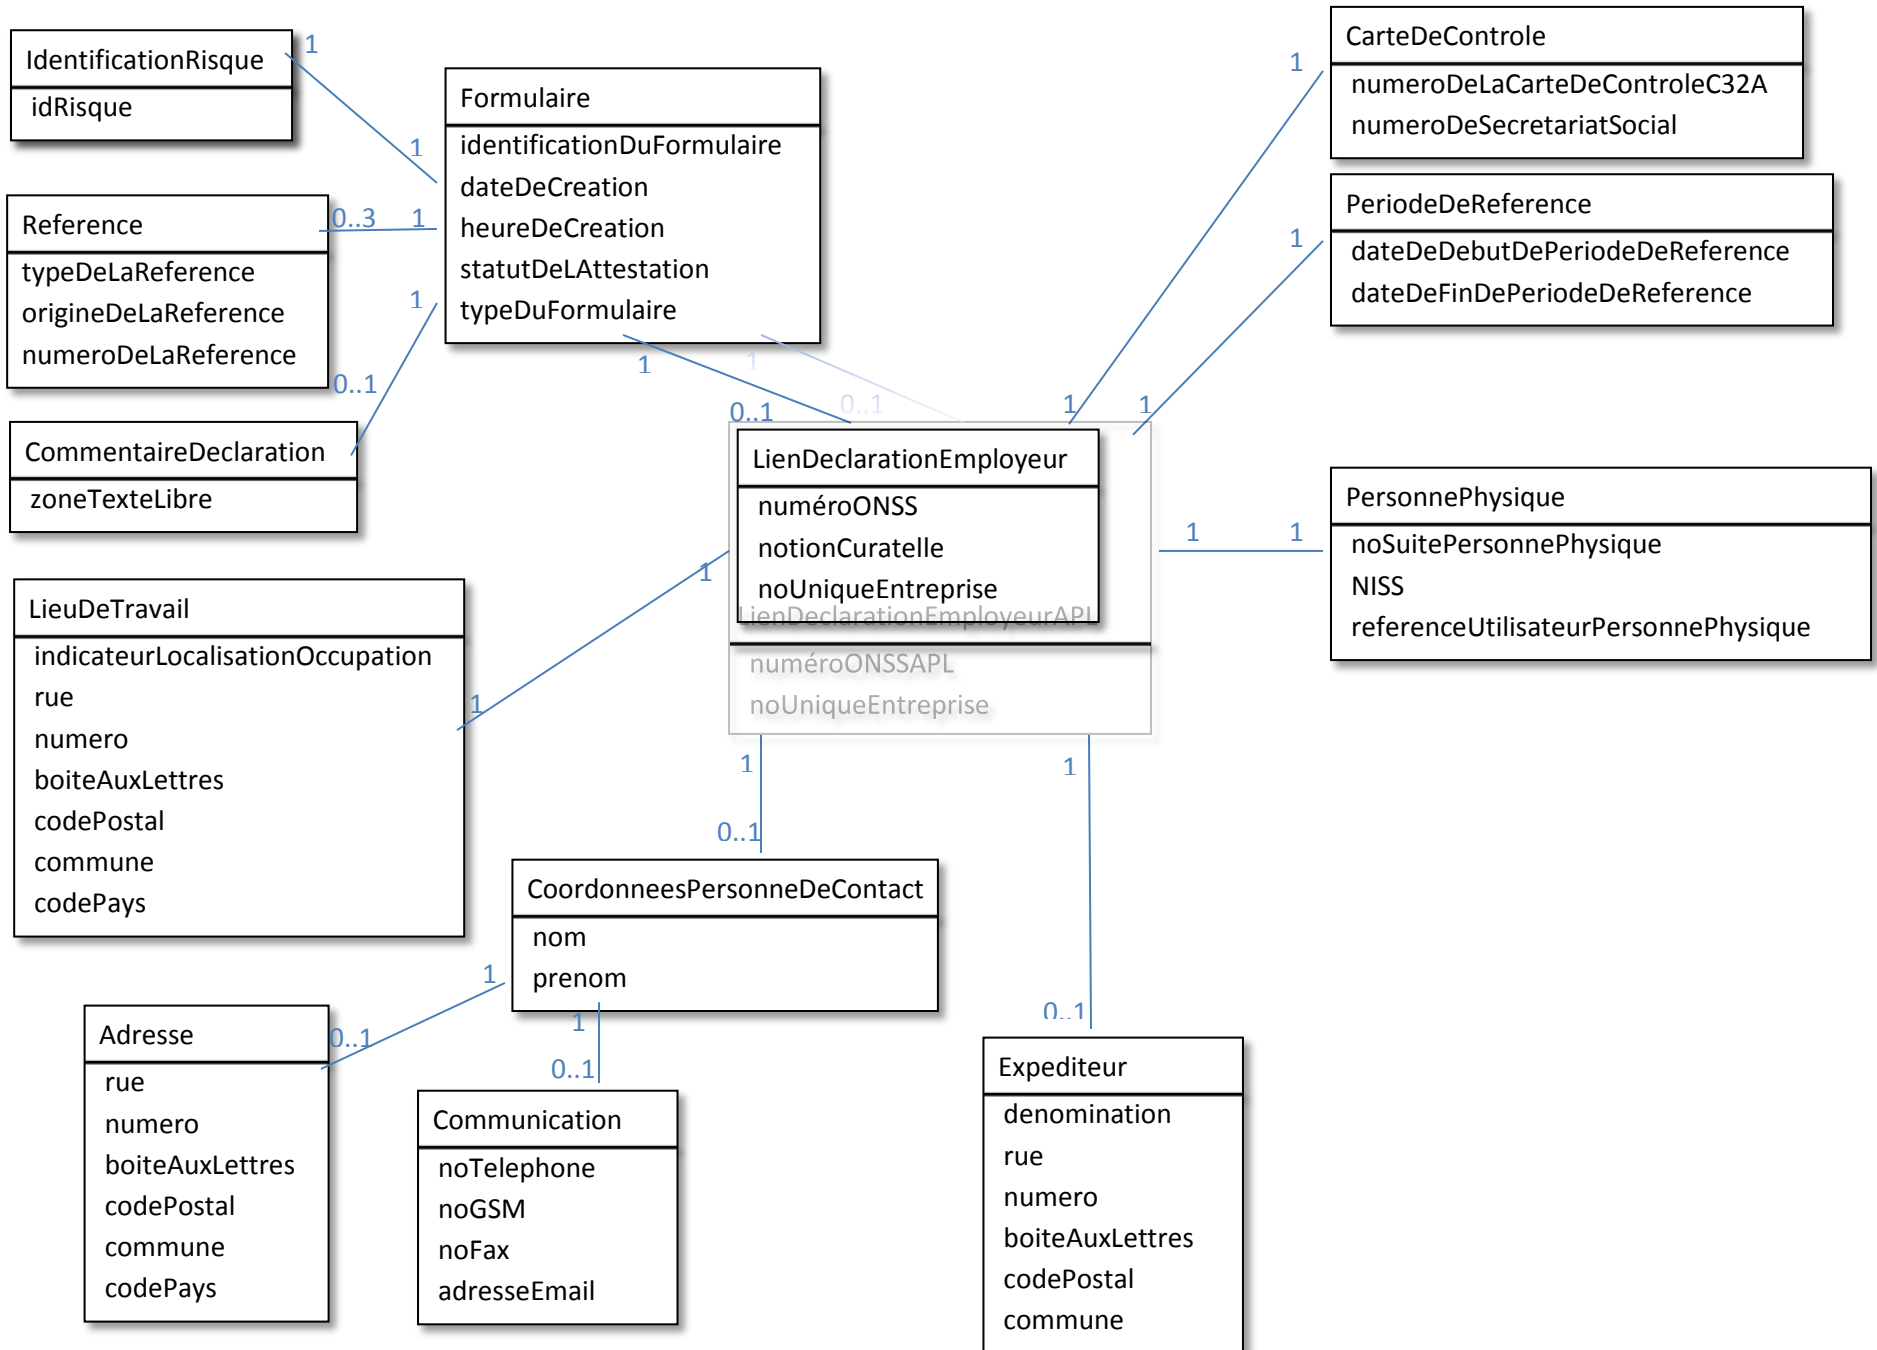 IdentificationRisque
idRisque
1
1
Formulaire
identificationDuFormulaire
dateDeCreation
heureDeCreation
statutDeLAttestation
typeDuFormulaire
Reference
typeDeLaReference
origineDeLaReference
numeroDeLaReference
0..3
1
CommentaireDeclaration
zoneTexteLibre
0..1
1
CarteDeControle
numeroDeLaCarteDeControleC32A
numeroDeSecretariatSocial
1
1
PeriodeDeReference
dateDeDebutDePeriodeDeReference
dateDeFinDePeriodeDeReference
1
1
1
0..1
1
0..1
LienDeclarationEmployeur
numéroONSS
notionCuratelle
noUniqueEntreprise
LienDeclarationEmployeurAPL
numéroONSSAPL
noUniqueEntreprise
1
1
PersonnePhysique
noSuitePersonnePhysique
NISS
referenceUtilisateurPersonnePhysique
LieuDeTravail
indicateurLocalisationOccupation
rue
numero
boiteAuxLettres
codePostal
commune
codePays
1
1
1
0..1
1
0..1
CoordonneesPersonneDeContact
nom
prenom
1
0..1
1
0..1
Adresse
rue
numero
boiteAuxLettres
codePostal
commune
codePays
Communication
noTelephone
noGSM
noFax
adresseEmail
Expediteur
denomination
rue
numero
boiteAuxLettres
codePostal
commune